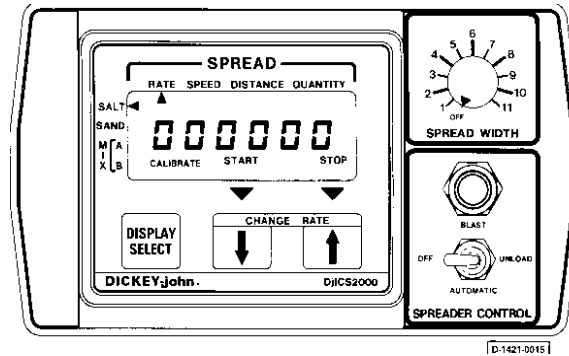 SPREAD
RATE SPEED DISTANCE QUANTITY
SALT
SAND
MIX A B
000000
CALIBRATE START STOP
DISPLAY SELECT
CHANGE RATE
DICKEY-john. DjICS2000
1 2 3 4 5 6 7 8 9 10 11
OFF
SPREAD WIDTH
BLAST
OFF UNLOAD
AUTOMATIC
SPREADER CONTROL
D-1421-0015